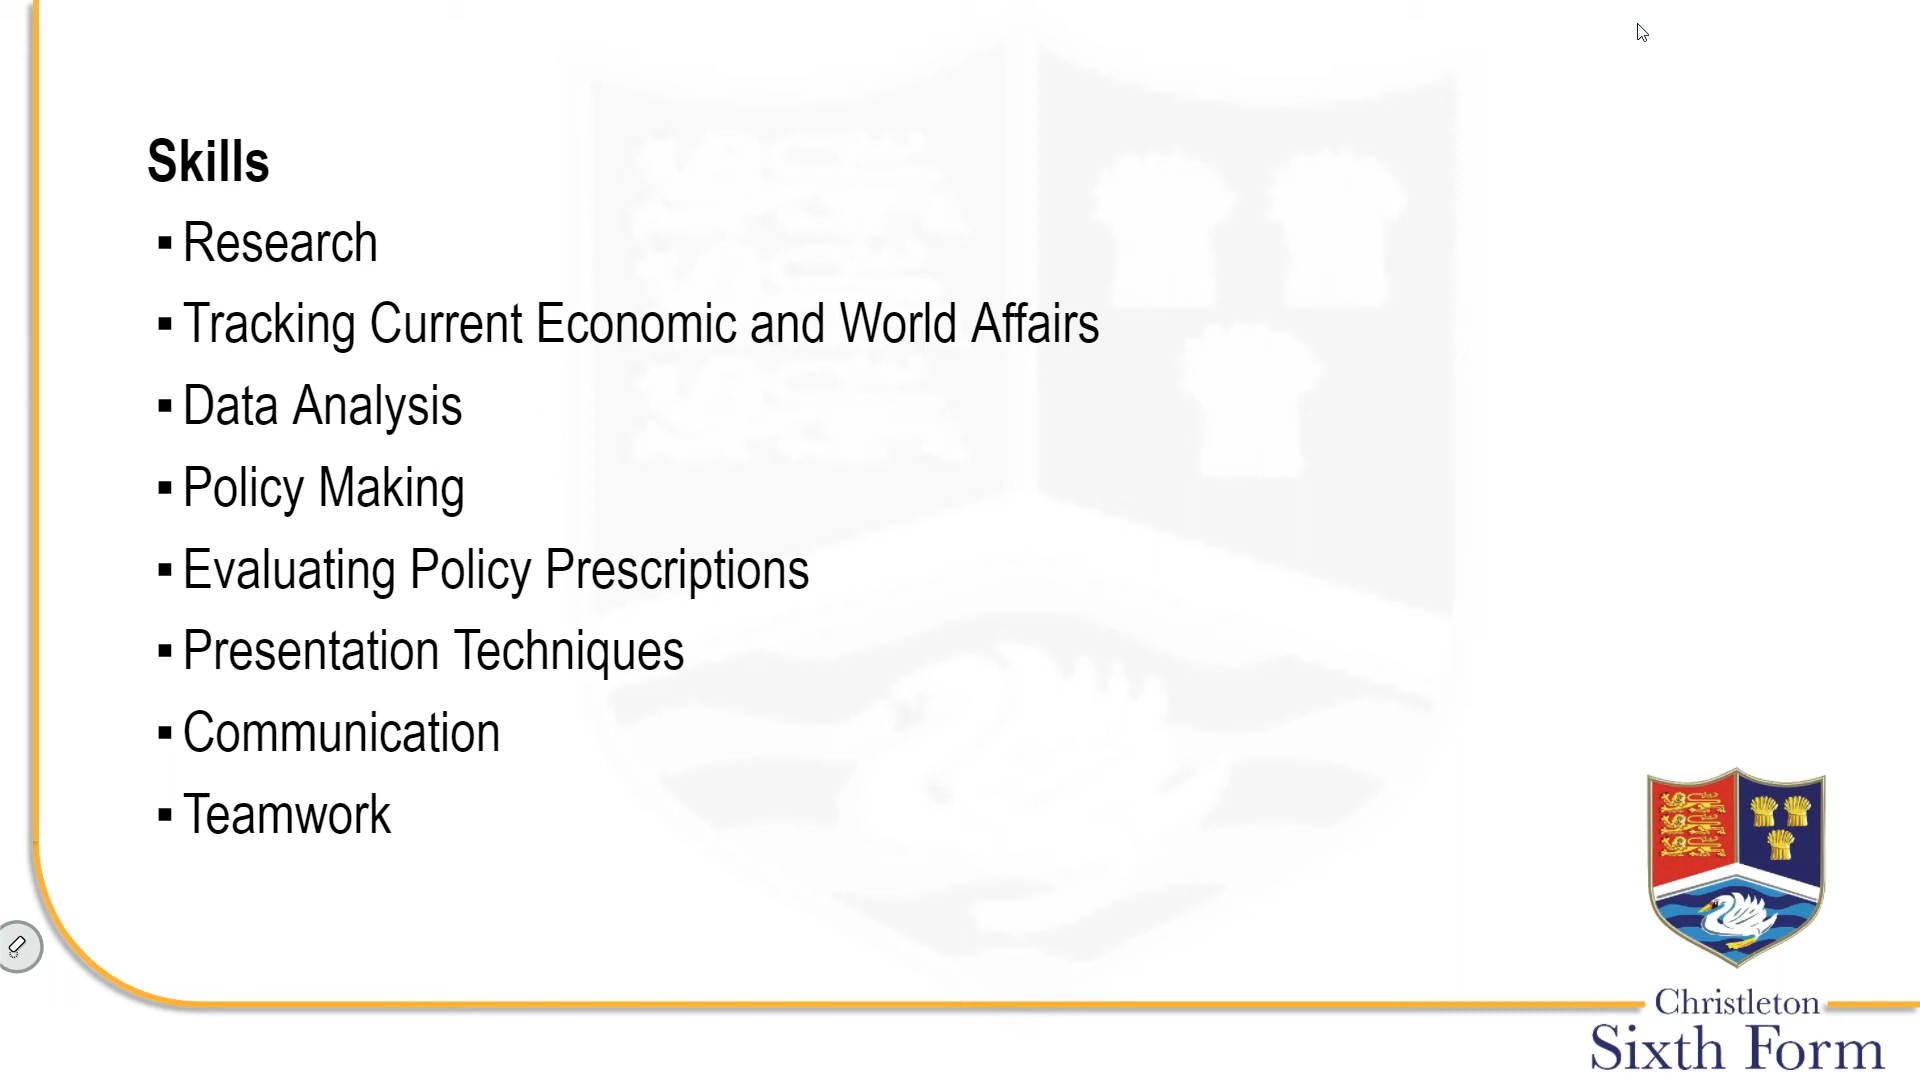 Skills
▪ Research
▪ Tracking Current Economic and World Affairs
▪ Data Analysis
▪ Policy Making
▪ Evaluating Policy Prescriptions
▪ Presentation Techniques
▪ Communication
▪ Teamwork
Christleton
Sixth Form